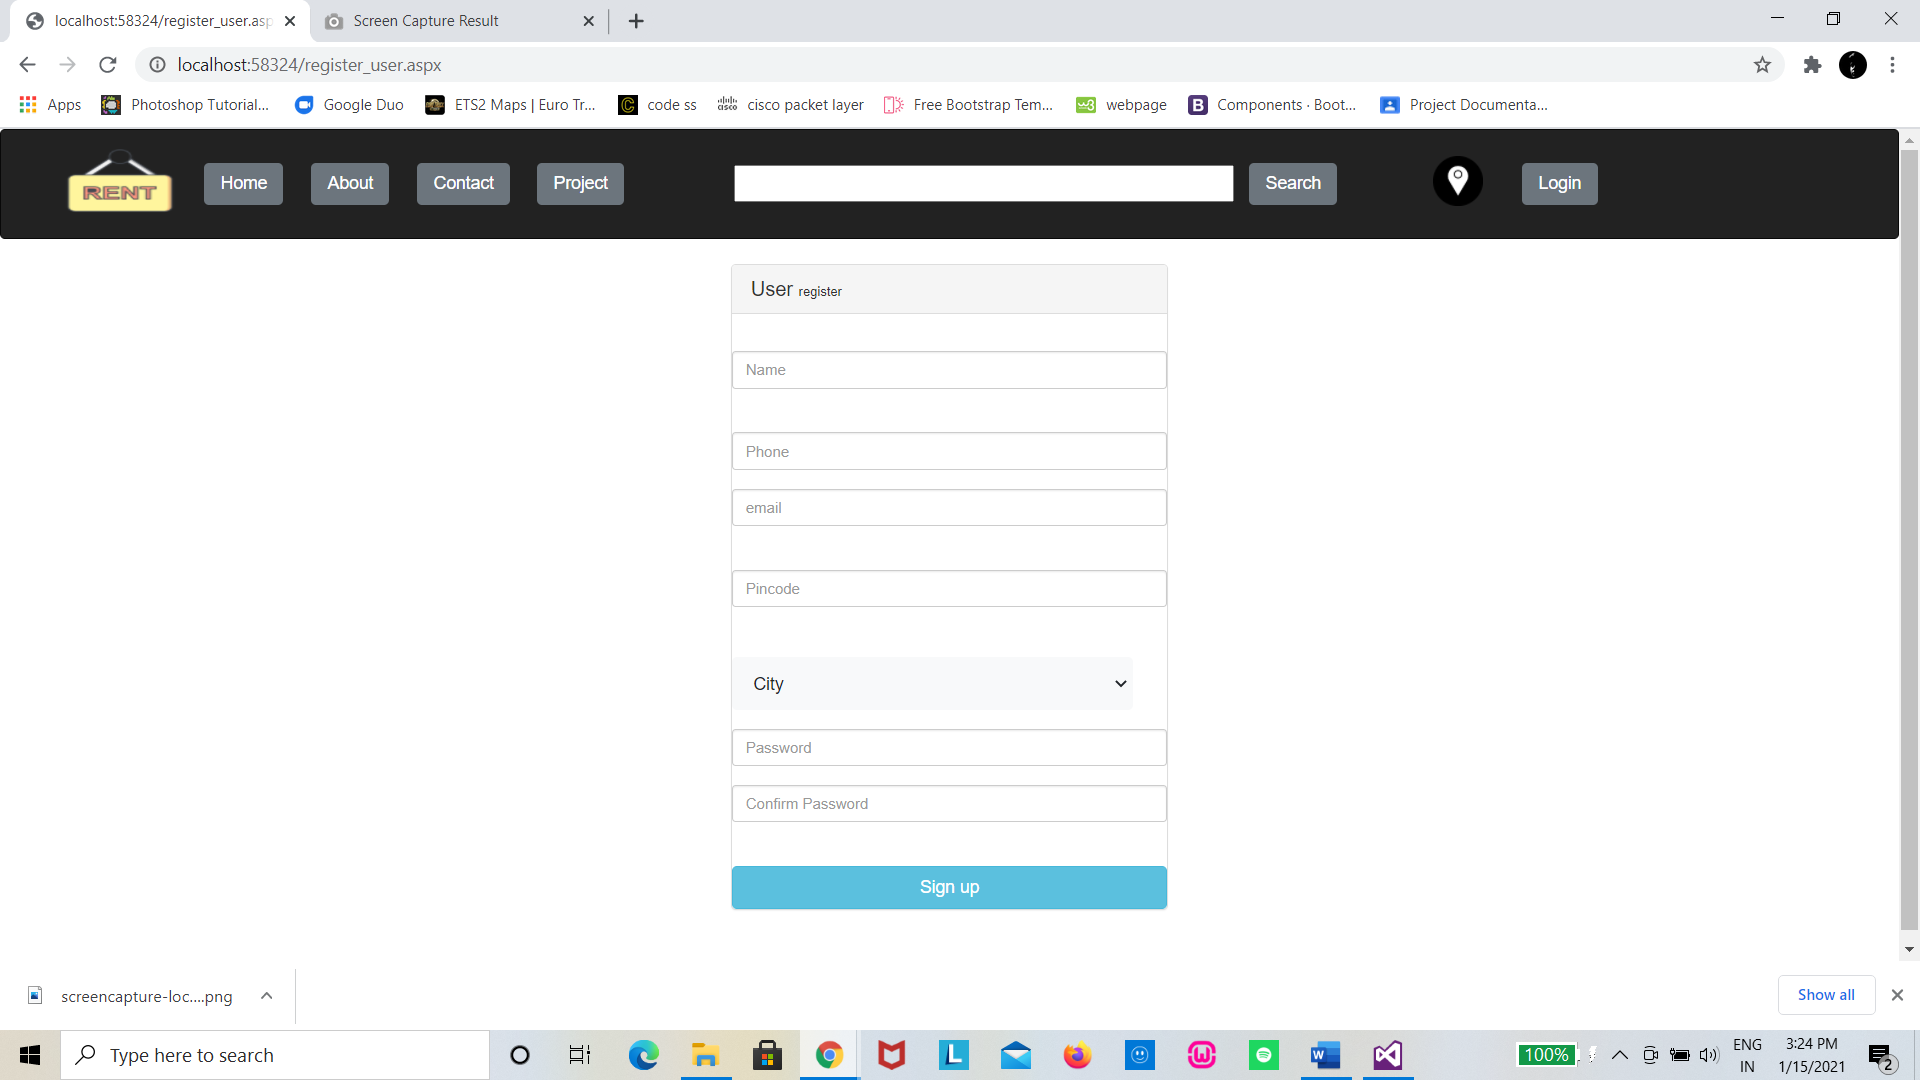 localhost:58324/register_user.asp
Screen Capture Result
localhost:58324/register_user.aspx
Apps
Photoshop Tutorial...
Google Duo
ETS2 Maps | Euro Tr...
code ss
cisco packet layer
Free Bootstrap Tem...
webpage
Components · Boot...
Project Documenta...
RENT
Home
About
Contact
Project
Search
Login
User register
Name
Phone
email
Pincode
City
Password
Confirm Password
Sign up
screencapture-loc....png
Show all
Type here to search
100%
ENG
IN
3:24 PM
1/15/2021
2